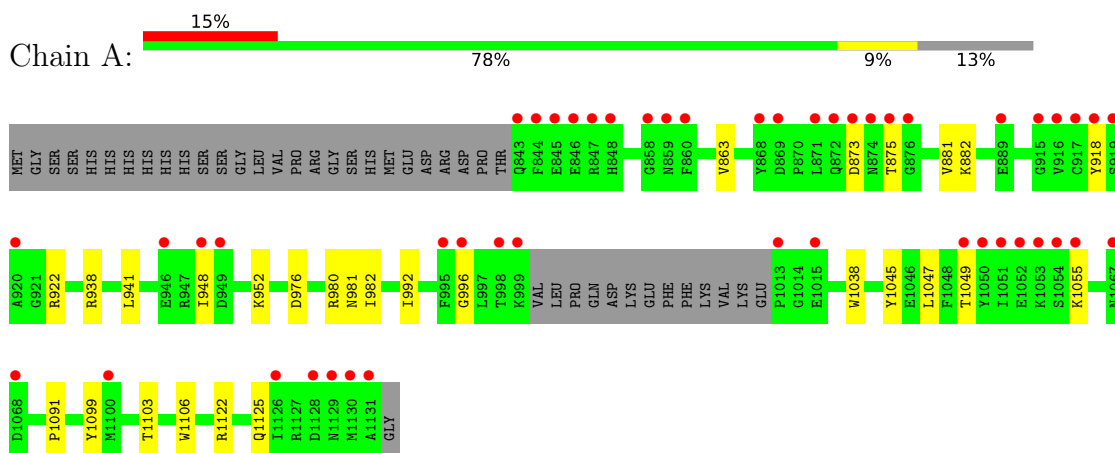 15%
Chain A:
78% 9% 13%
MET GLY SER SER HIS HIS HIS HIS HIS HIS SER SER GLY LEU VAL PRO ARG GLY SER HIS MET GLU ASP ARG ASP PRO THR Q843 F844 E845 E846 R847 H848 G858 N859 F860 V863 Y868 D869 P870 L871 Q872 D873 N874 T875 G876 V881 K882 E889 G915 V916 C917 Y918 S919
A920 G921 R922 R938 L941 E946 R947 I948 D949 K952 D976 R980 N981 I982 I992 F995 G996 L997 T998 K999 VAL LEU PRO GLN ASP LYS GLU PHE PHE LYS VAL LYS GLU P1013 G1014 E1015 W1038 Y1045 E1046 L1047 F1048 T1049 Y1050 I1051 E1052 K1053 S1054 K1055 N1067
D1068 P1091 Y1099 M1100 T1103 W1106 R1122 Q1125 I1126 R1127 D1128 N1129 M1130 A1131 GLY